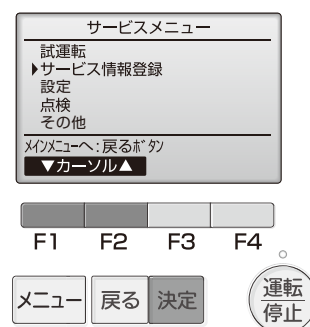 サービスメニュー
試運転
▶サービス情報登録
設定
点検
その他
ﾒｲﾝﾒﾆｭｰへ:戻るﾎﾞﾀﾝ
▼カーソル▲
F1 F2 F3 F4
メニュー 戻る 決定 運転
停止